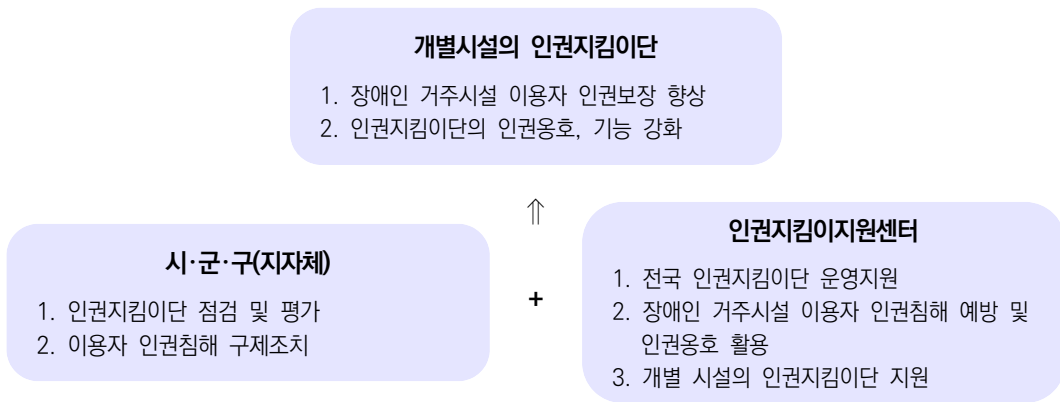 개별시설의 인권지킴이단
1. 장애인 거주시설 이용자 인권보장 향상
2. 인권지킴이단의 인권옹호, 기능 강화
⇑
시·군·구(지자체)
1. 인권지킴이단 점검 및 평가
2. 이용자 인권침해 구제조치
+
인권지킴이지원센터
1. 전국 인권지킴이단 운영지원
2. 장애인 거주시설 이용자 인권침해 예방 및
인권옹호 활용
3. 개별 시설의 인권지킴이단 지원